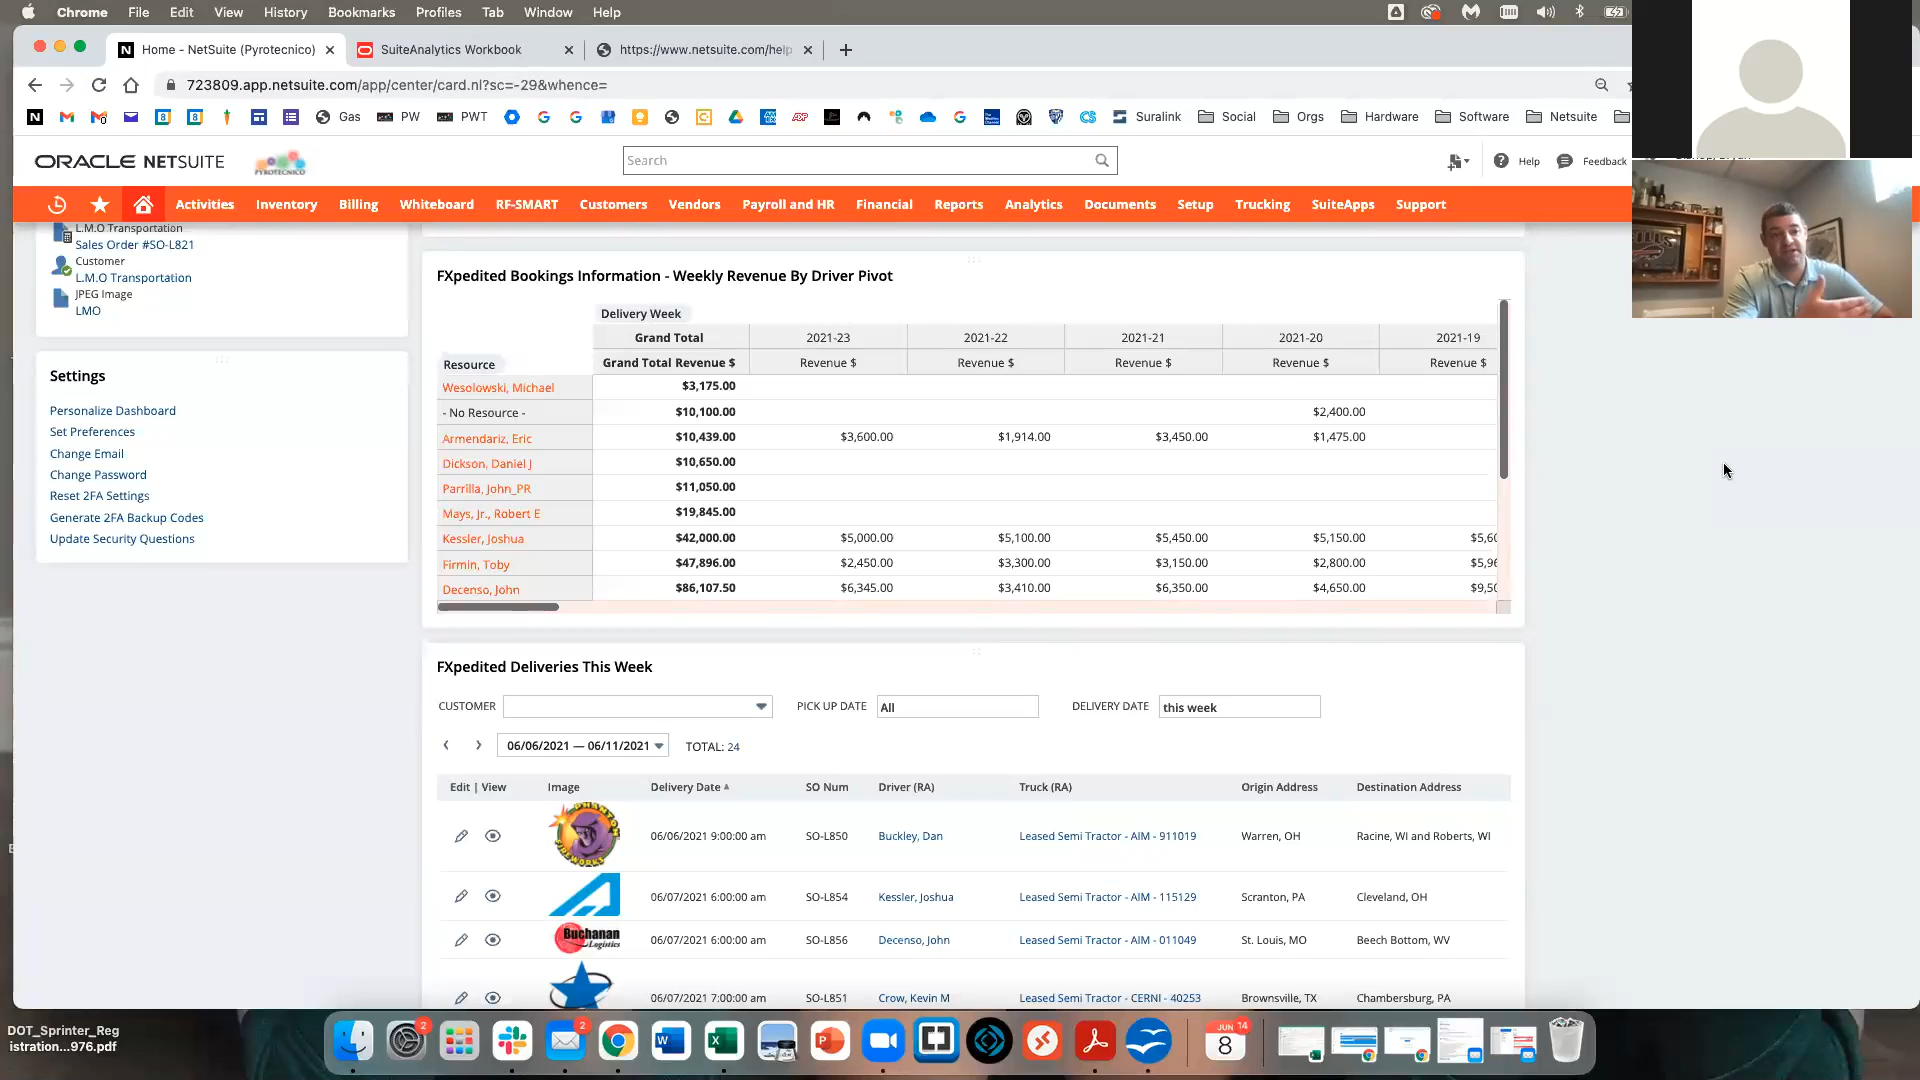 Chrome File Edit View History Bookmarks Profiles Tab Window Help
Home - NetSuite (Pyrotecnico) SuiteAnalytics Workbook https://www.netsuite.com/help
723809.app.netsuite.com/app/center/card.nl?sc=-29&whence=
Gas PW PWT Suralink Social Orgs Hardware Software Netsuite
ORACLE NETSUITE PYROTECNICO Search Help Feedback
Activities Inventory Billing Whiteboard RF-SMART Customers Vendors Payroll and HR Financial Reports Analytics Documents Setup Trucking SuiteApps Support
L.M.O Transportation
Sales Order #SO-L821
Customer
L.M.O Transportation
JPEG Image
LMO
Settings
Personalize Dashboard
Set Preferences
Change Email
Change Password
Reset 2FA Settings
Generate 2FA Backup Codes
Update Security Questions
FXpedited Bookings Information - Weekly Revenue By Driver Pivot
Delivery Week
Grand Total 2021-23 2021-22 2021-21 2021-20 2021-19
Resource Grand Total Revenue $ Revenue $ Revenue $ Revenue $ Revenue $ Revenue $
Wesolowski, Michael $3,175.00
- No Resource - $10,100.00 $2,400.00
Armendariz, Eric $10,439.00 $3,600.00 $1,914.00 $3,450.00 $1,475.00
Dickson, Daniel J $10,650.00
Parrilla, John_PR $11,050.00
Mays, Jr., Robert E $19,845.00
Kessler, Joshua $42,000.00 $5,000.00 $5,100.00 $5,450.00 $5,150.00 $5,60
Firmin, Toby $47,896.00 $2,450.00 $3,300.00 $3,150.00 $2,800.00 $5,96
Decenso, John $86,107.50 $6,345.00 $3,410.00 $6,350.00 $4,650.00 $9,50
FXpedited Deliveries This Week
CUSTOMER PICK UP DATE All DELIVERY DATE this week
06/06/2021 — 06/11/2021 TOTAL: 24
Edit | View Image Delivery Date SO Num Driver (RA) Truck (RA) Origin Address Destination Address
PHANTOM FIREWORKS 06/06/2021 9:00:00 am SO-L850 Buckley, Dan Leased Semi Tractor - AIM - 911019 Warren, OH Racine, WI and Roberts, WI
06/07/2021 6:00:00 am SO-L854 Kessler, Joshua Leased Semi Tractor - AIM - 115129 Scranton, PA Cleveland, OH
Buchanan Logistics 06/07/2021 6:00:00 am SO-L856 Decenso, John Leased Semi Tractor - AIM - 011049 St. Louis, MO Beech Bottom, WV
06/07/2021 7:00:00 am SO-L851 Crow, Kevin M Leased Semi Tractor - CERNI - 40253 Brownsville, TX Chambersburg, PA
DOT_Sprinter_Reg
istration...976.pdf
2 2 JUN 14 8